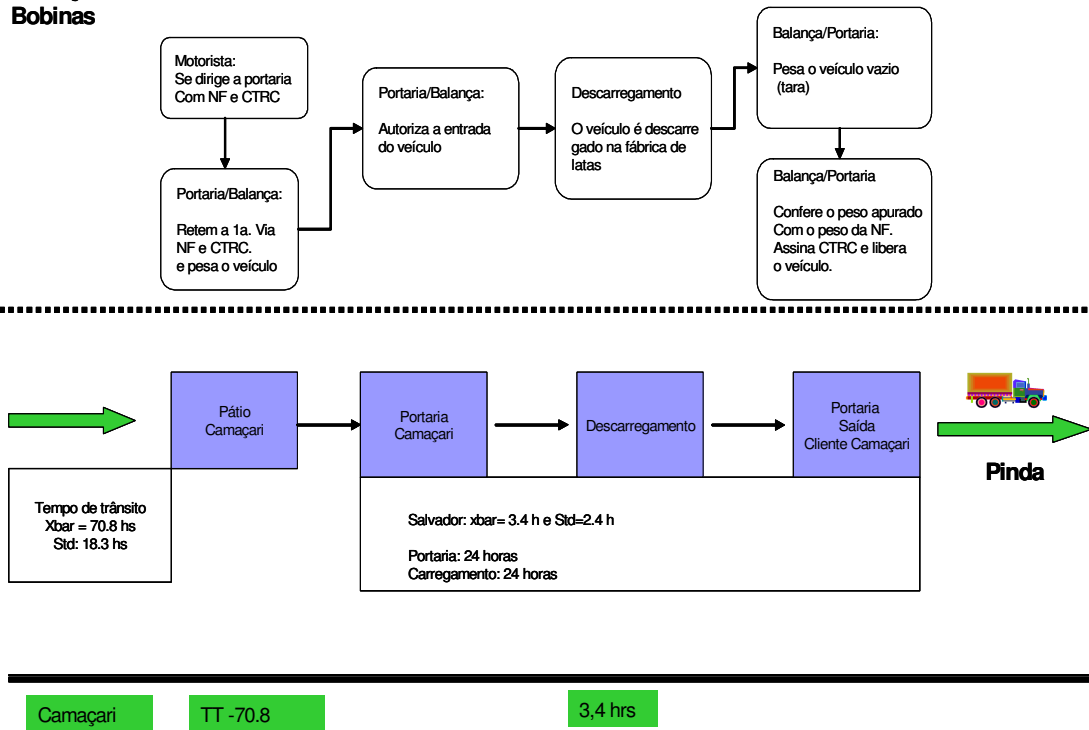 Bobinas
Motorista:
Se dirige a portaria
Com NF e CTRC
Portaria/Balança:
Retem a 1a. Via
NF e CTRC.
e pesa o veículo
Portaria/Balança:
Autoriza a entrada
do veículo
Descarregamento
O veículo é descarre
gado na fábrica de
latas
Balança/Portaria:
Pesa o veículo vazio
(tara)
Balança/Portaria
Confere o peso apurado
Com o peso da NF.
Assina CTRC e libera
o veículo.
Pátio
Camaçari
Portaria
Camaçari
Descarregamento
Portaria
Saída
Cliente Camaçari
Pinda
Tempo de trânsito
Xbar = 70.8 hs
Std: 18.3 hs
Salvador: xbar= 3.4 h e Std=2.4 h
Portaria: 24 horas
Carregamento: 24 horas
Camaçari
TT -70.8
3,4 hrs